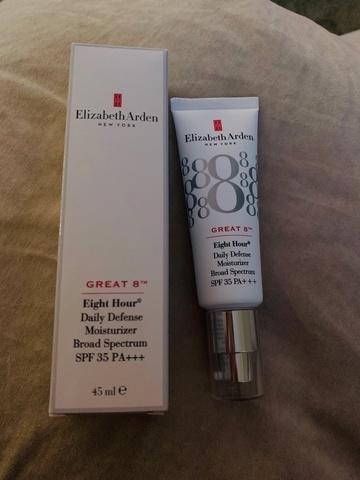 Elizabeth Arden
NEW YORK
GREAT 8™
Eight Hour®
Daily Defense
Moisturizer
Broad Spectrum
SPF 35 PA+++
45 ml ℮
Elizabeth Arden
NEW YORK
8
GREAT 8™
Eight Hour®
Daily Defense
Moisturizer
Broad Spectrum
SPF 35 PA+++